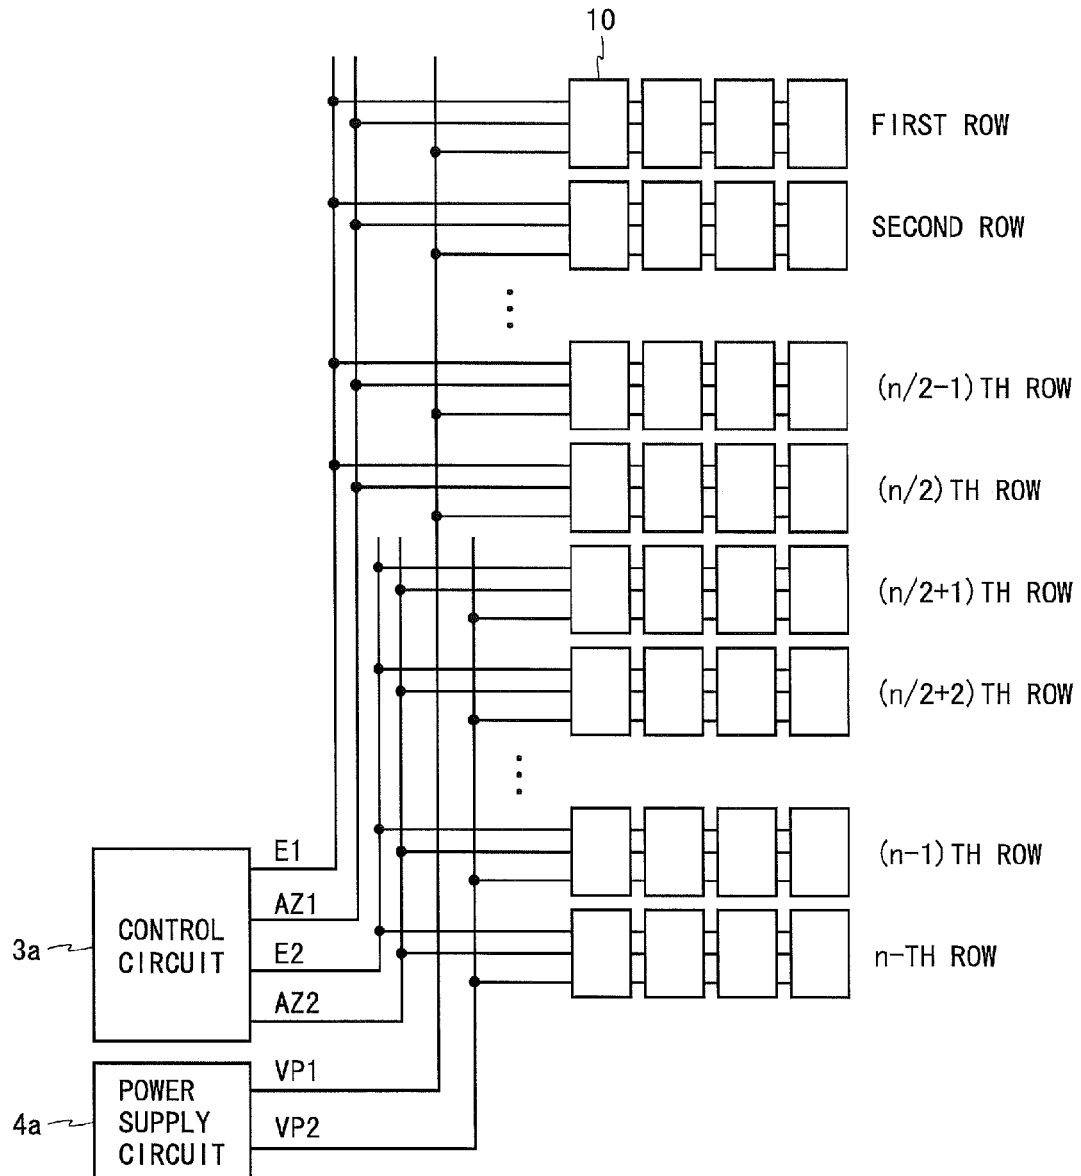 10
FIRST ROW
SECOND ROW
(n/2-1)TH ROW
(n/2)TH ROW
(n/2+1)TH ROW
(n/2+2)TH ROW
(n-1)TH ROW
n-TH ROW
3a
CONTROL
CIRCUIT
E1
AZ1
E2
AZ2
4a
POWER
SUPPLY
CIRCUIT
VP1
VP2